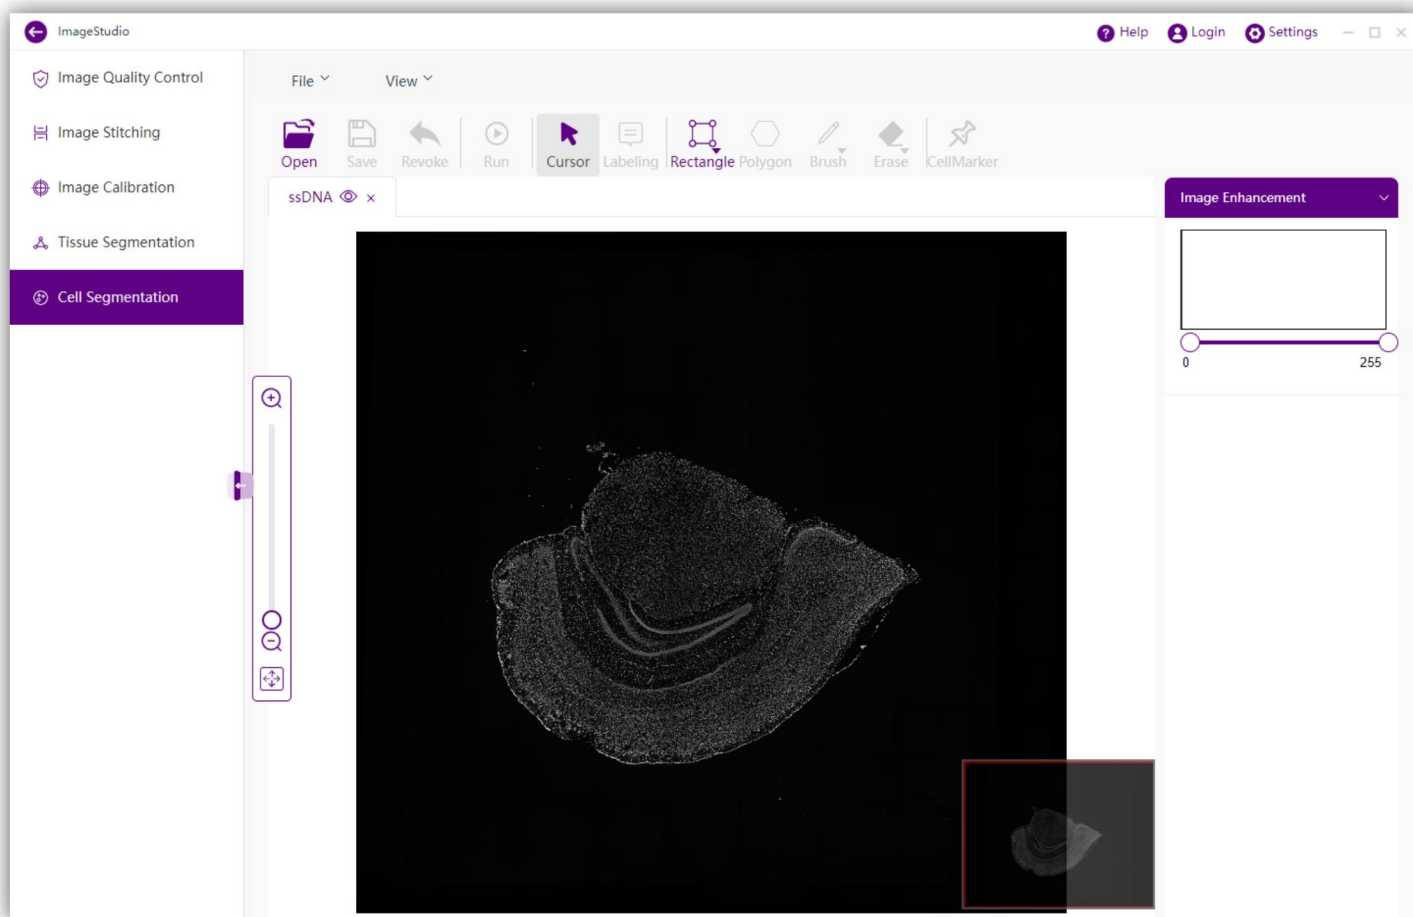 ImageStudio
Help Login Settings
Image Quality Control
Image Stitching
Image Calibration
Tissue Segmentation
Cell Segmentation
File View
Open Save Revoke Run Cursor Labeling Rectangle Polygon Brush Erase CellMarker
ssDNA
Image Enhancement
0 255